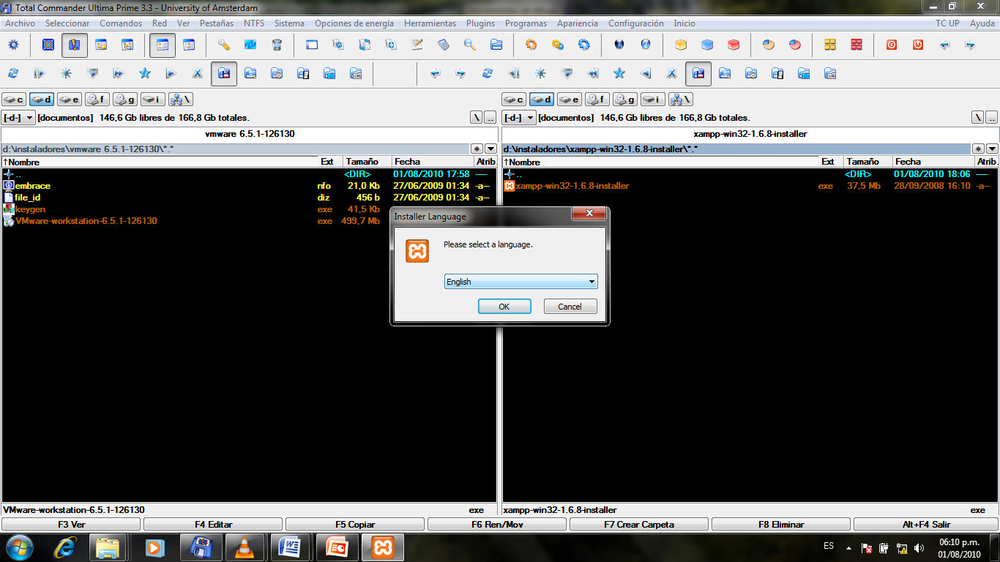 Total Commander Ultima Prime 3.3 - University of Amsterdam
Archivo Seleccionar Comandos Red Ver Pestañas NTFS Sistema Opciones de energía Herramientas Plugins Programas Apariencia Configuración Inicio TC UP Ayuda
c d e f g i \ c d e f g i \
[-d-] [documentos] 146,6 Gb libres de 166,8 Gb totales. \ .. [-d-] [documentos] 146,6 Gb libres de 166,8 Gb totales. \ ..
vmware 6.5.1-126130 xampp-win32-1.6.8-installer
d:\instaladores\vmware 6.5.1-126130\*.* * d:\instaladores\xampp-win32-1.6.8-installer\*.* *
↑Nombre Ext Tamaño Fecha Atrib. ↑Nombre Ext Tamaño Fecha Atrib.
.. <DIR> 01/08/2010 17:58 ---- .. <DIR> 01/08/2010 18:06 ----
embrace nfo 21,0 Kb 27/06/2009 01:34 -a-- xampp-win32-1.6.8-installer exe 37,5 Mb 28/09/2008 16:10 -a--
file_id diz 456 b 27/06/2009 01:34 -a--
keygen exe 41,5 Kb
VMware-workstation-6.5.1-126130 exe 499,7 Mb
Installer Language
Please select a language.
English
OK Cancel
VMware-workstation-6.5.1-126130 exe xampp-win32-1.6.8-installer exe
F3 Ver F4 Editar F5 Copiar F6 Ren/Mov F7 Crear Carpeta F8 Eliminar Alt+F4 Salir
ES 06:10 p.m.
01/08/2010